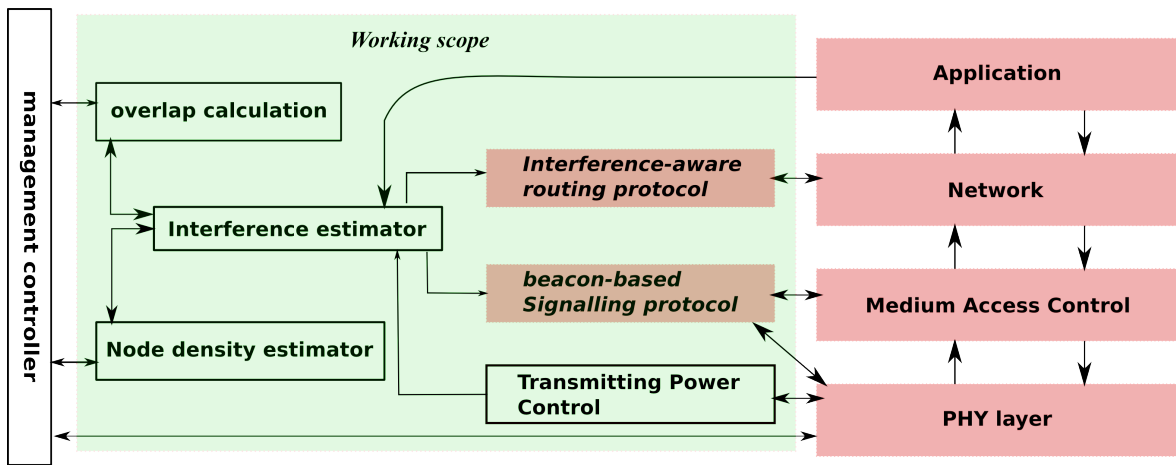 management controller
Working scope
overlap calculation
Interference estimator
Node density estimator
Interference-aware
routing protocol
beacon-based
Signalling protocol
Transmitting Power
Control
Application
Network
Medium Access Control
PHY layer